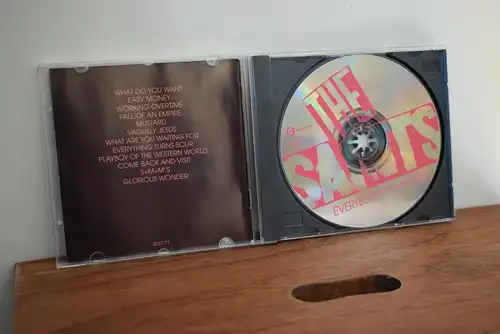 WHAT DO YOU WANT
EASY MONEY
WORKING OVERTIME
FALL OF AN EMPIRE
MUSTARD
VAGUELY JESUS
WHAT ARE YOU WAITING FOR
EVERYTHING TURNS SOUR
PLAYBOY OF THE WESTERN WORLD
COME BACK AND VISIT
S+M+M'S
GLORIOUS WONDER
THE
SAINTS